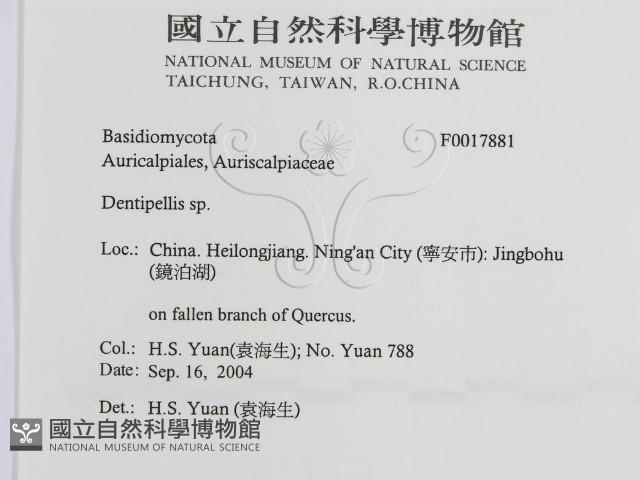 國立自然科學博物館
NATIONAL MUSEUM OF NATURAL SCIENCE
TAICHUNG, TAIWAN, R.O.CHINA
Basidiomycota F0017881
Auricalpiales, Auriscalpiaceae
Dentipellis sp.
Loc.: China. Heilongjiang. Ning'an City (寧安市): Jingbohu
(鏡泊湖)
on fallen branch of Quercus.
Col.: H.S. Yuan(袁海生); No. Yuan 788
Date: Sep. 16, 2004
Det.: H.S. Yuan (袁海生)
國立自然科學博物館
NATIONAL MUSEUM OF NATURAL SCIENCE